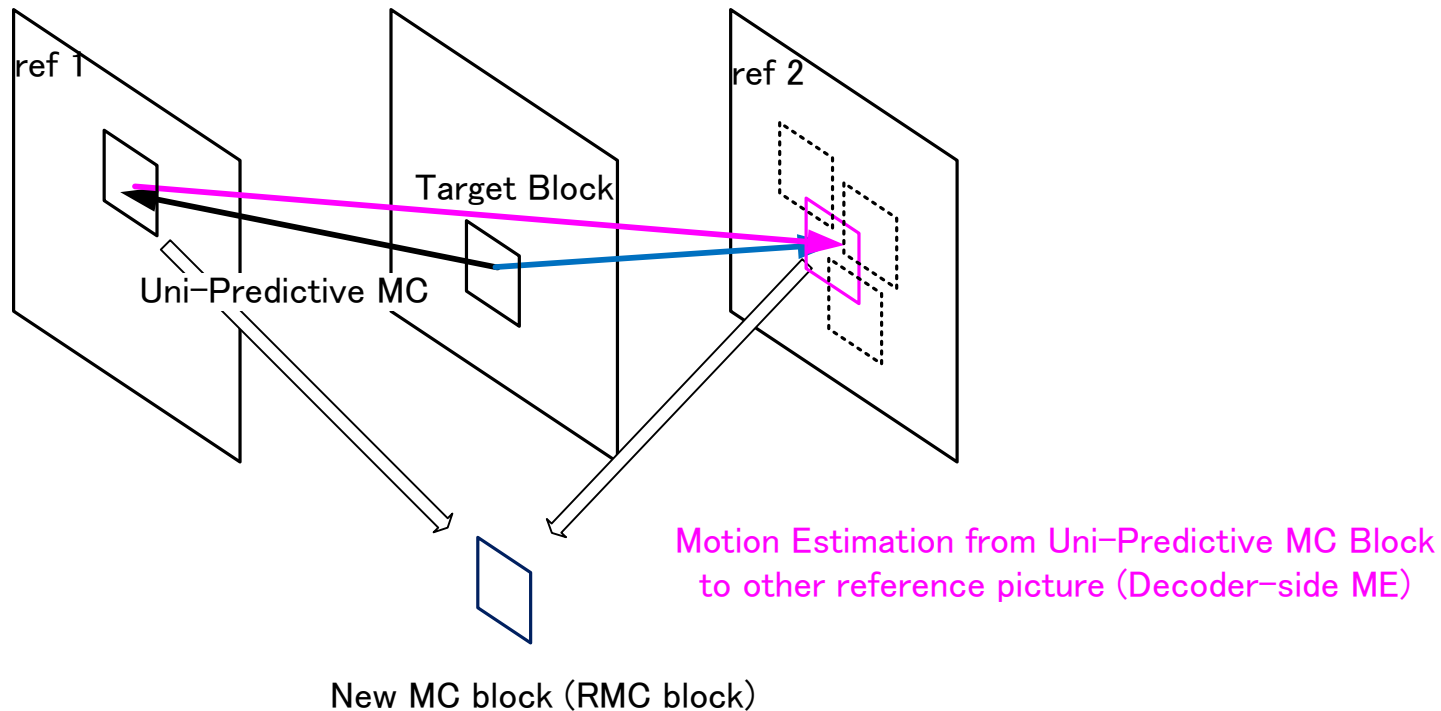 ref 1
ref 2
Target Block
Uni-Predictive MC
Motion Estimation from Uni-Predictive MC Block
to other reference picture (Decoder-side ME)
New MC block (RMC block)